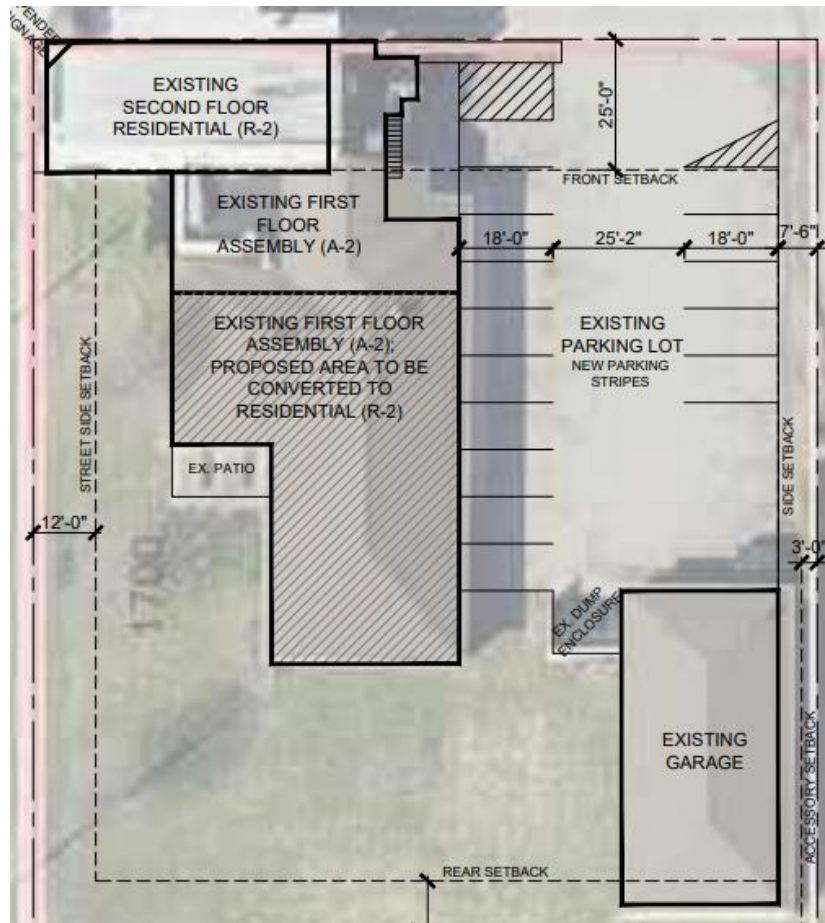 IGNAGE
EXISTING
SECOND FLOOR
RESIDENTIAL (R-2)
25'-0"
FRONT SETBACK
EXISTING FIRST
FLOOR
ASSEMBLY (A-2)
18'-0"
25'-2"
18'-0"
7'-6"
EXISTING FIRST FLOOR
ASSEMBLY (A-2);
PROPOSED AREA TO BE
CONVERTED TO
RESIDENTIAL (R-2)
EXISTING
PARKING LOT
NEW PARKING
STRIPES
STREET SIDE SETBACK
SIDE SETBACK
EX. PATIO
12'-0"
3'-0"
1700
EX. DUMP
ENCLOSURE
EXISTING
GARAGE
ACCESSORY SETBACK
REAR SETBACK